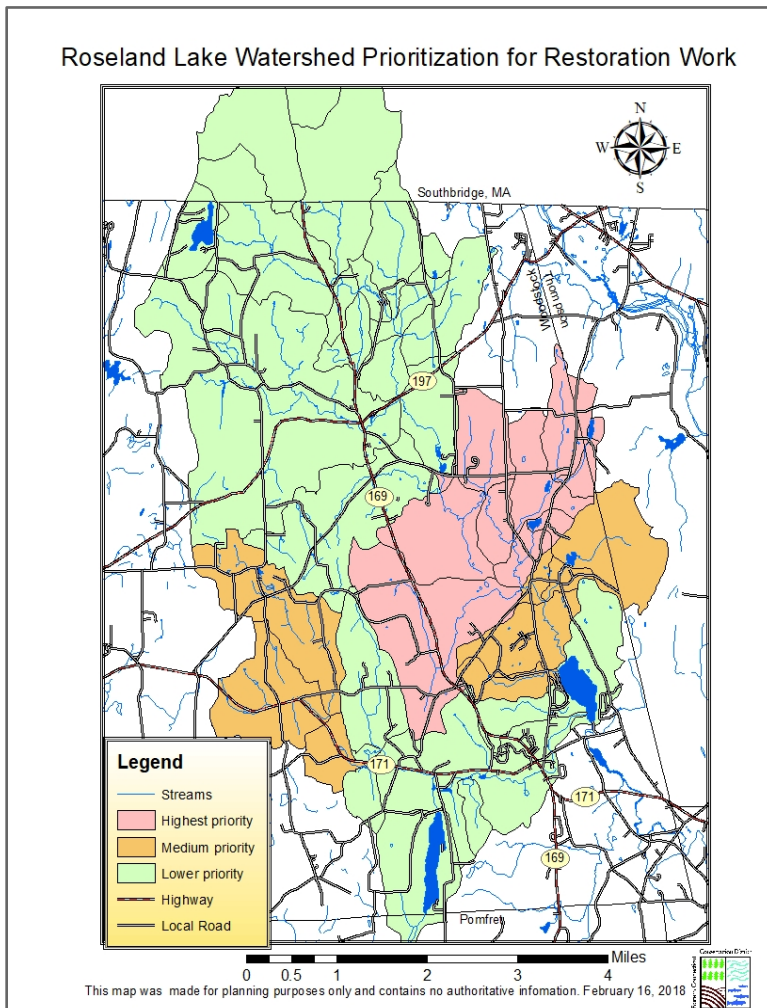 Roseland Lake Watershed Prioritization for Restoration Work
N
W E
S
Southbridge, MA
Thompson
Woodstock
197
169
171
171
169
Pomfret
Legend
Streams
Highest priority
Medium priority
Lower priority
Highway
Local Road
0 0.5 1 2 3 4 Miles
This map was made for planning purposes only and contains no authoritative infomation. February 16, 2018
Conservation District